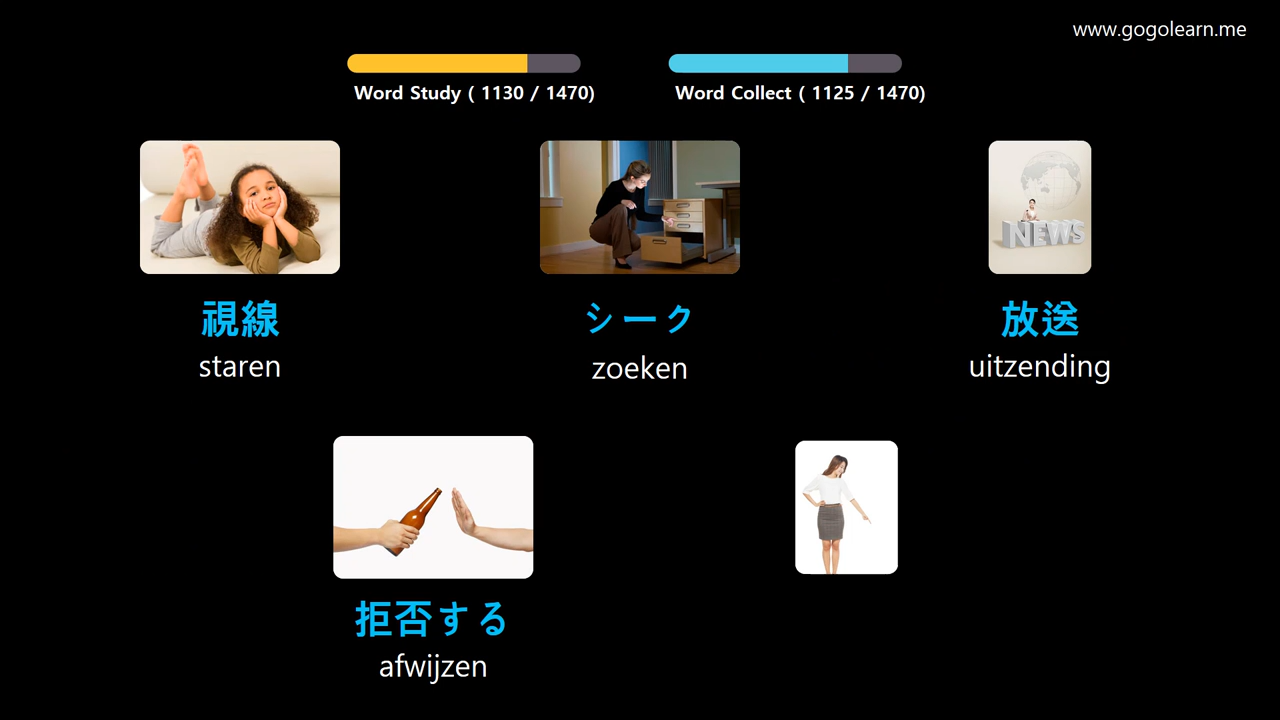 www.gogolearn.me
Word Study ( 1130 / 1470)
Word Collect ( 1125 / 1470)
NEWS
視線
staren
シーク
zoeken
放送
uitzending
拒否する
afwijzen